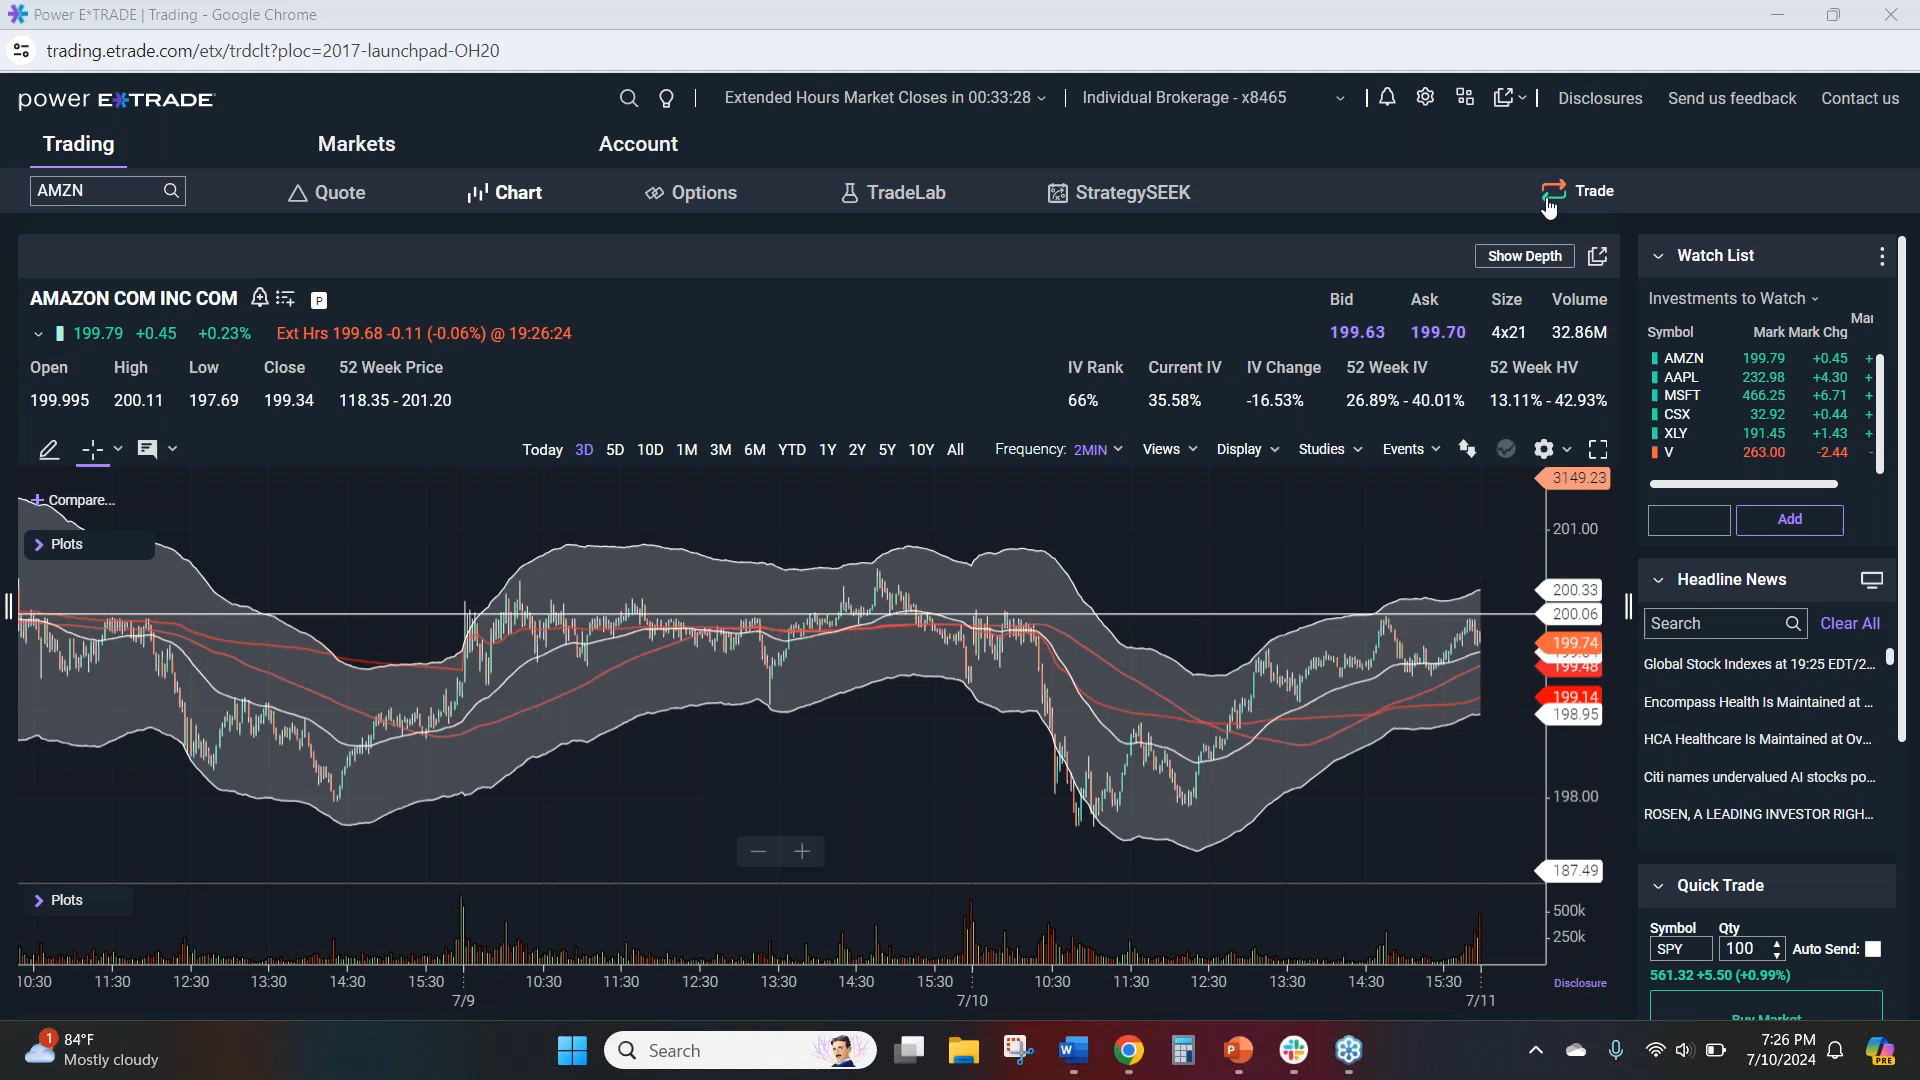 Power E*TRADE | Trading - Google Chrome
trading.etrade.com/etx/trdclt?ploc=2017-launchpad-OH20
power E*TRADE
Extended Hours Market Closes in 00:33:28
Individual Brokerage - x8465
Disclosures
Send us feedback
Contact us
Trading
Markets
Account
AMZN
Quote
Chart
Options
TradeLab
StrategySEEK
Trade
Show Depth
AMAZON COM INC COM
P
Bid Ask Size Volume
199.79 +0.45 +0.23% Ext Hrs 199.68 -0.11 (-0.06%) @ 19:26:24
199.63 199.70 4x21 32.86M
Open High Low Close 52 Week Price
IV Rank Current IV IV Change 52 Week IV 52 Week HV
199.995 200.11 197.69 199.34 118.35 - 201.20
66% 35.58% -16.53% 26.89% - 40.01% 13.11% - 42.93%
Today 3D 5D 10D 1M 3M 6M YTD 1Y 2Y 5Y 10Y All
Frequency: 2MIN
Views
Display
Studies
Events
Compare...
Plots
3149.23
201.00
200.33
200.06
199.74
199.48
199.14
198.95
198.00
187.49
Plots
500k
250k
10:30 11:30 12:30 13:30 14:30 15:30 10:30 11:30 12:30 13:30 14:30 15:30 10:30 11:30 12:30 13:30 14:30 15:30
7/9 7/10 7/11
Disclosure
Watch List
Investments to Watch
Symbol Mark Mark Chg Mar
AMZN 199.79 +0.45 +
AAPL 232.98 +4.30 +
MSFT 466.25 +6.71 +
CSX 32.92 +0.44 +
XLY 191.45 +1.43 +
V 263.00 -2.44 -
Add
Headline News
Search
Clear All
Global Stock Indexes at 19:25 EDT/2...
Encompass Health Is Maintained at ...
HCA Healthcare Is Maintained at Ov...
Citi names undervalued AI stocks po...
ROSEN, A LEADING INVESTOR RIGH...
Quick Trade
Symbol Qty
SPY 100 Auto Send:
561.32 +5.50 (+0.99%)
Buy Market
1
84°F
Mostly cloudy
Search
7:26 PM
7/10/2024
PRE